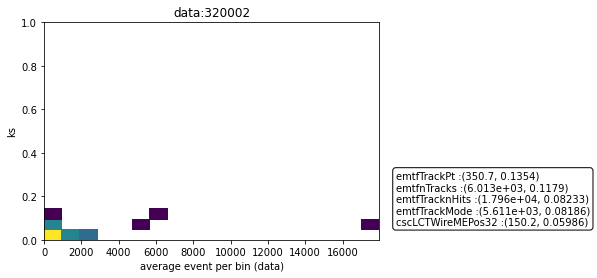 data:320002
1.0
0.8
0.6
0.4
0.2
0.0
ks
0 2000 4000 6000 8000 10000 12000 14000 16000
average event per bin (data)
emtfTrackPt :(350.7, 0.1354)
emtfnTracks :(6.013e+03, 0.1179)
emtfTracknHits :(1.796e+04, 0.08233)
emtfTrackMode :(5.611e+03, 0.08186)
cscLCTWireMEPos32 :(150.2, 0.05986)